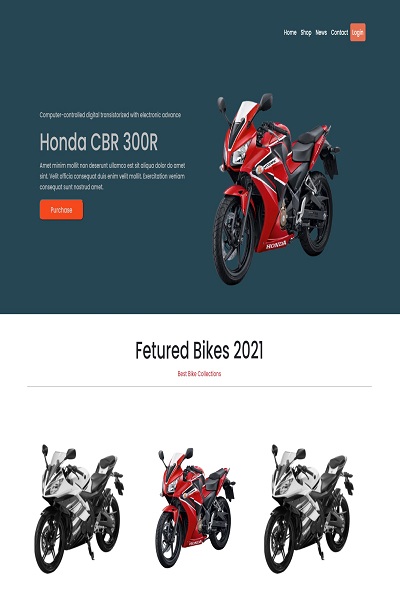 Home Shop News Contact Login
Computer-controlled digital transistorized with electronic advance
Honda CBR 300R
Amet minim mollit non deserunt ullamco est sit aliqua dolor do amet
sint. Velit officia consequat duis enim velit mollit. Exercitation veniam
consequat sunt nostrud amet.
Purchase
HONDA
Fetured Bikes 2021
Best Bike Collections